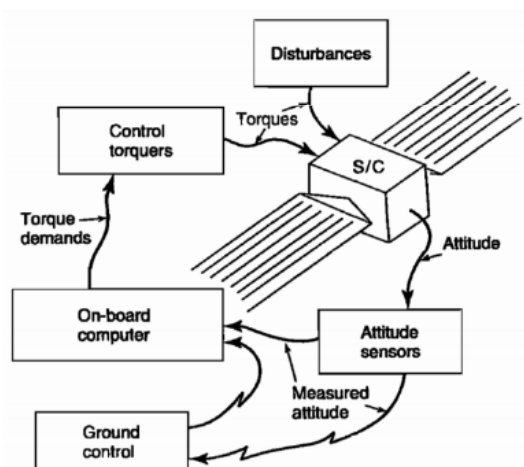 Disturbances
Torques
Control
torquers
S/C
Torque
demands
Attitude
On-board
computer
Attitude
sensors
Measured
attitude
Ground
control